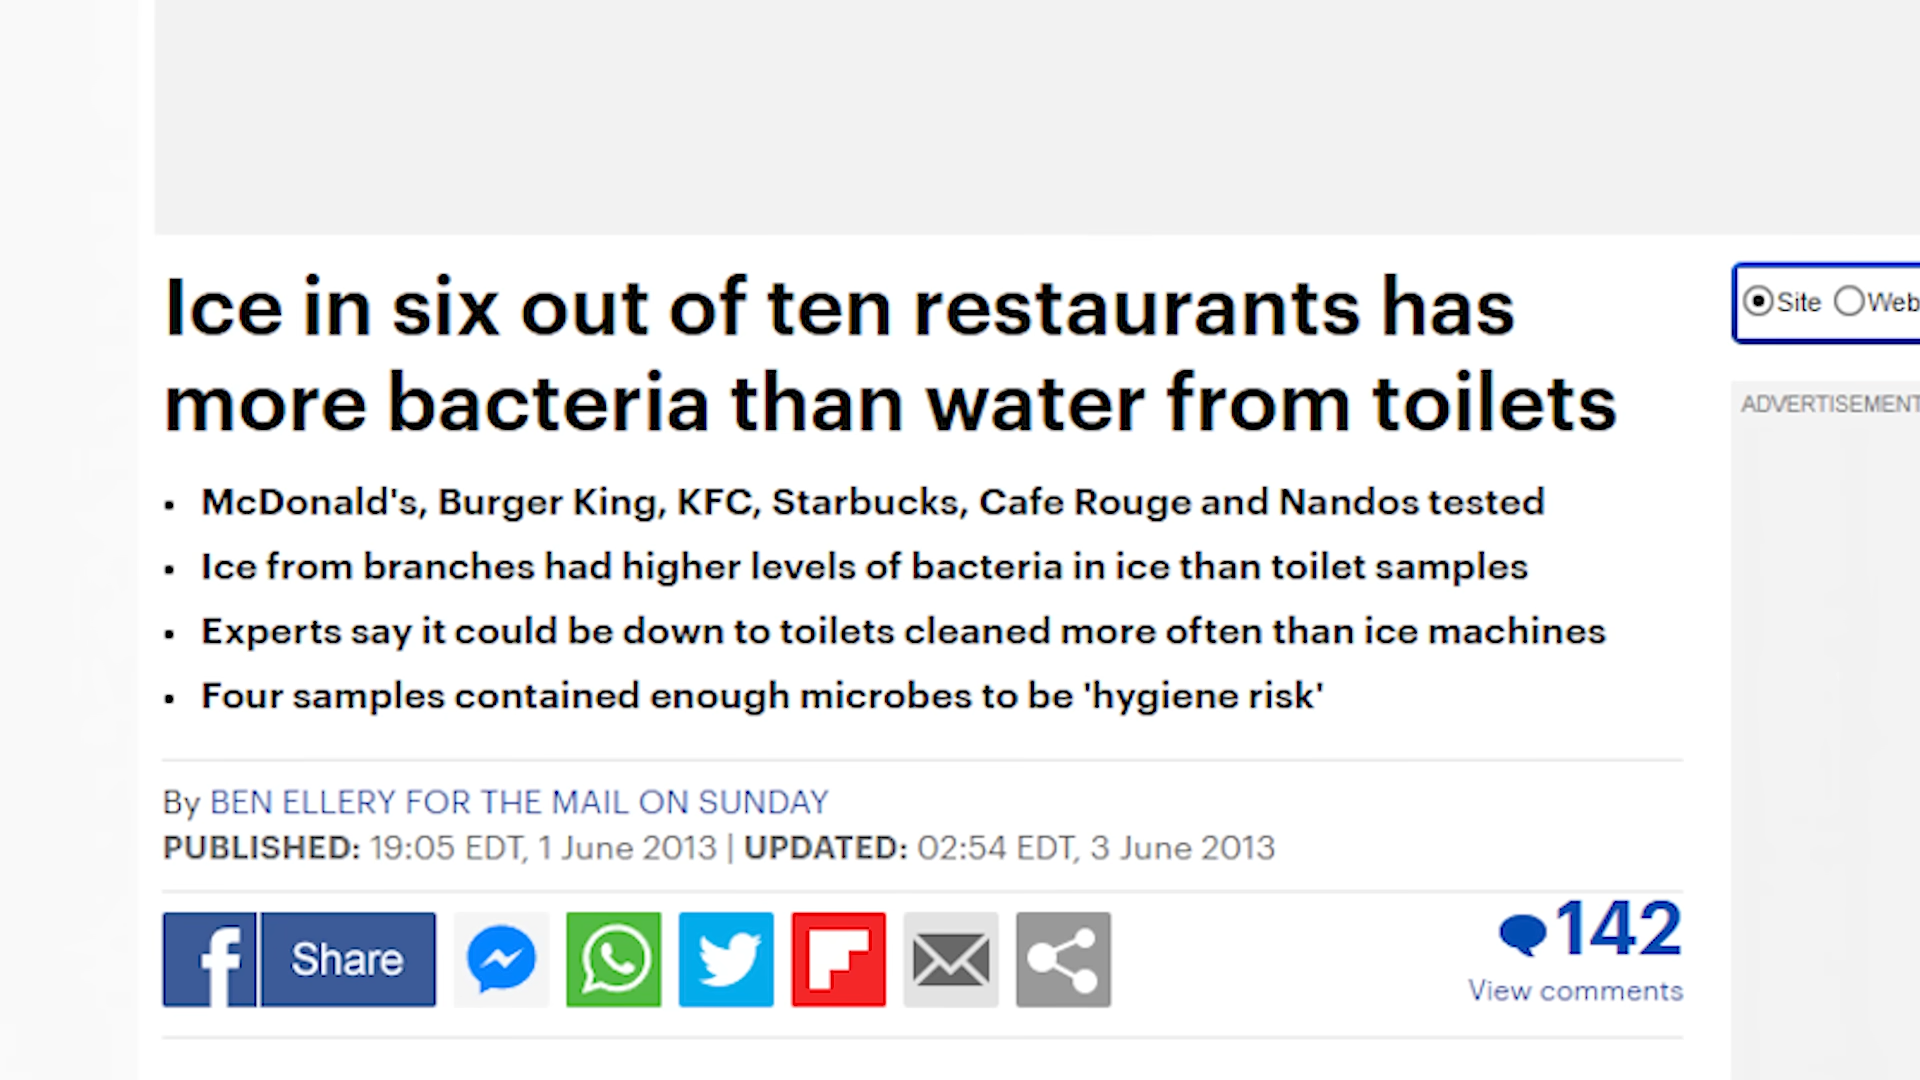 Ice in six out of ten restaurants has
more bacteria than water from toilets
Site Web
ADVERTISEMENT
• McDonald's, Burger King, KFC, Starbucks, Cafe Rouge and Nandos tested
• Ice from branches had higher levels of bacteria in ice than toilet samples
• Experts say it could be down to toilets cleaned more often than ice machines
• Four samples contained enough microbes to be 'hygiene risk'
By BEN ELLERY FOR THE MAIL ON SUNDAY
PUBLISHED: 19:05 EDT, 1 June 2013 | UPDATED: 02:54 EDT, 3 June 2013
Share
142
View comments